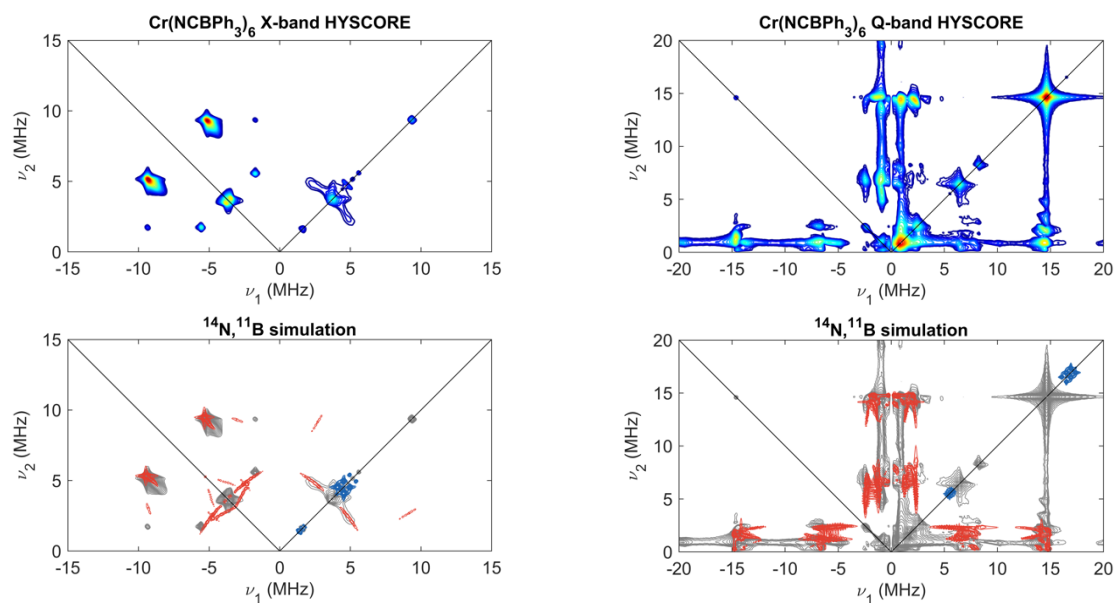 Cr(NCBPh3)6 X-band HYSCORE
15
10
5
0
ν2 (MHz)
-15 -10 -5 0 5 10 15
ν1 (MHz)
Cr(NCBPh3)6 Q-band HYSCORE
20
15
10
5
0
ν2 (MHz)
-20 -15 -10 -5 0 5 10 15 20
ν1 (MHz)
14N,11B simulation
15
10
5
0
ν2 (MHz)
-15 -10 -5 0 5 10 15
ν1 (MHz)
14N,11B simulation
20
15
10
5
0
ν2 (MHz)
-20 -15 -10 -5 0 5 10 15 20
ν1 (MHz)